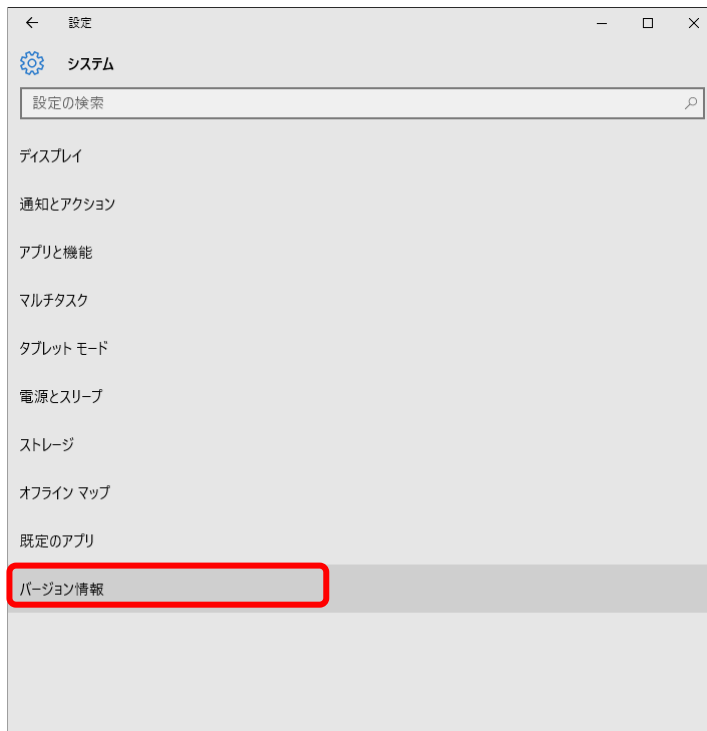 設定
システム
設定の検索
ディスプレイ
通知とアクション
アプリと機能
マルチタスク
タブレット モード
電源とスリープ
ストレージ
オフライン マップ
既定のアプリ
バージョン情報